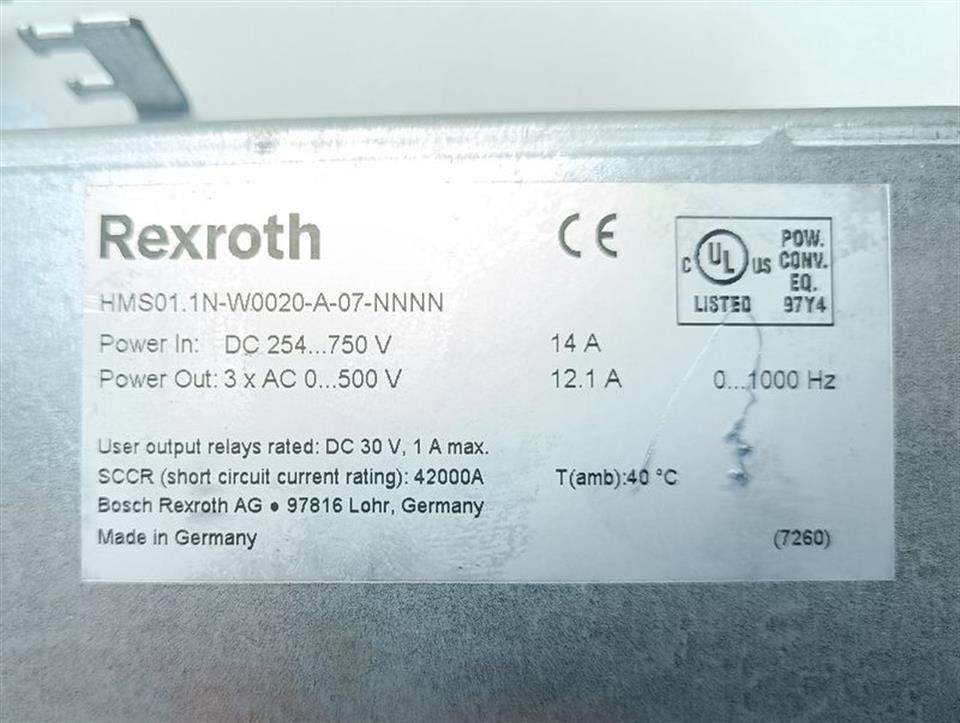 Rexroth
CE
C UL US
LISTED
POW.
CONV.
EQ.
97Y4
HMS01.1N-W0020-A-07-NNNN
Power In: DC 254...750 V 14 A
Power Out: 3 x AC 0...500 V 12.1 A 0...1000 Hz
User output relays rated: DC 30 V, 1 A max.
SCCR (short circuit current rating): 42000A T(amb):40 °C
Bosch Rexroth AG ● 97816 Lohr, Germany
Made in Germany (7260)